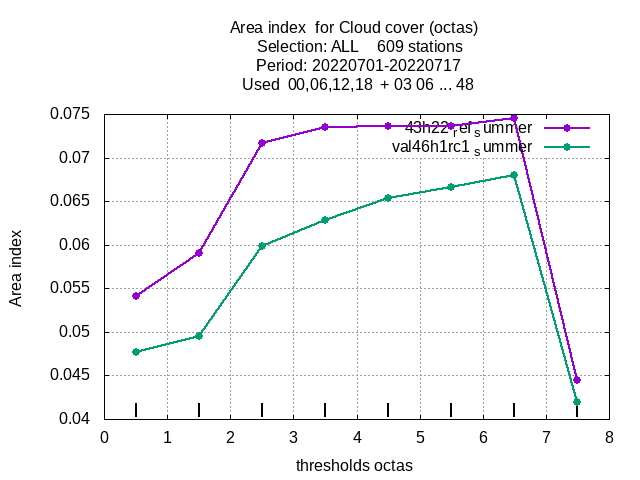 Area index  for Cloud cover (octas)
Selection: ALL    609 stations
Period: 20220701-20220717
Used  00,06,12,18  + 03 06 ... 48
43h22_ref_summer
val46h1rc1_summer
0.075
0.07
0.065
0.06
0.055
0.05
0.045
0.04
Area index
0 1 2 3 4 5 6 7 8
thresholds octas